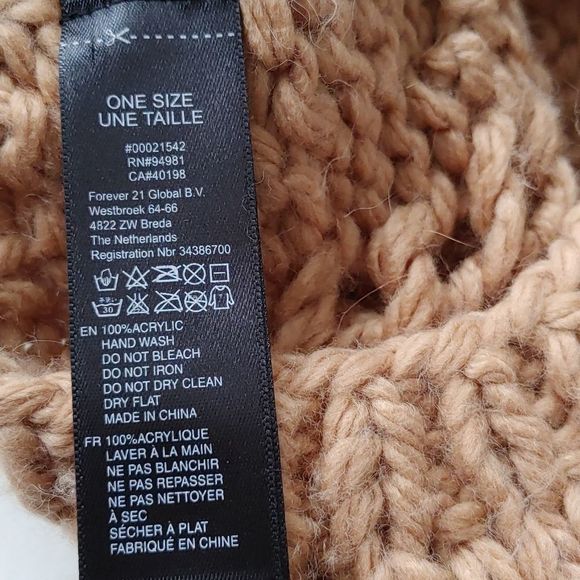 ONE SIZE
UNE TAILLE
#00021542
RN#94981
CA#40198
Forever 21 Global B.V.
Westbroek 64-66
4822 ZW Breda
The Netherlands
Registration Nbr 34386700
30
EN 100%ACRYLIC
HAND WASH
DO NOT BLEACH
DO NOT IRON
DO NOT DRY CLEAN
DRY FLAT
MADE IN CHINA
FR 100%ACRYLIQUE
LAVER À LA MAIN
NE PAS BLANCHIR
NE PAS REPASSER
NE PAS NETTOYER
À SEC
SÉCHER À PLAT
FABRIQUÉ EN CHINE